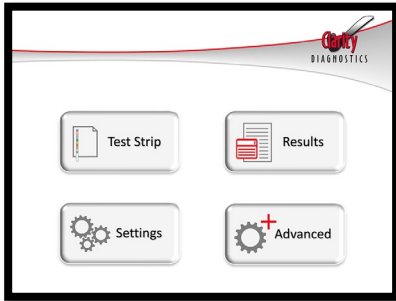 Clarity
DIAGNOSTICS
Test Strip
Results
Settings
Advanced